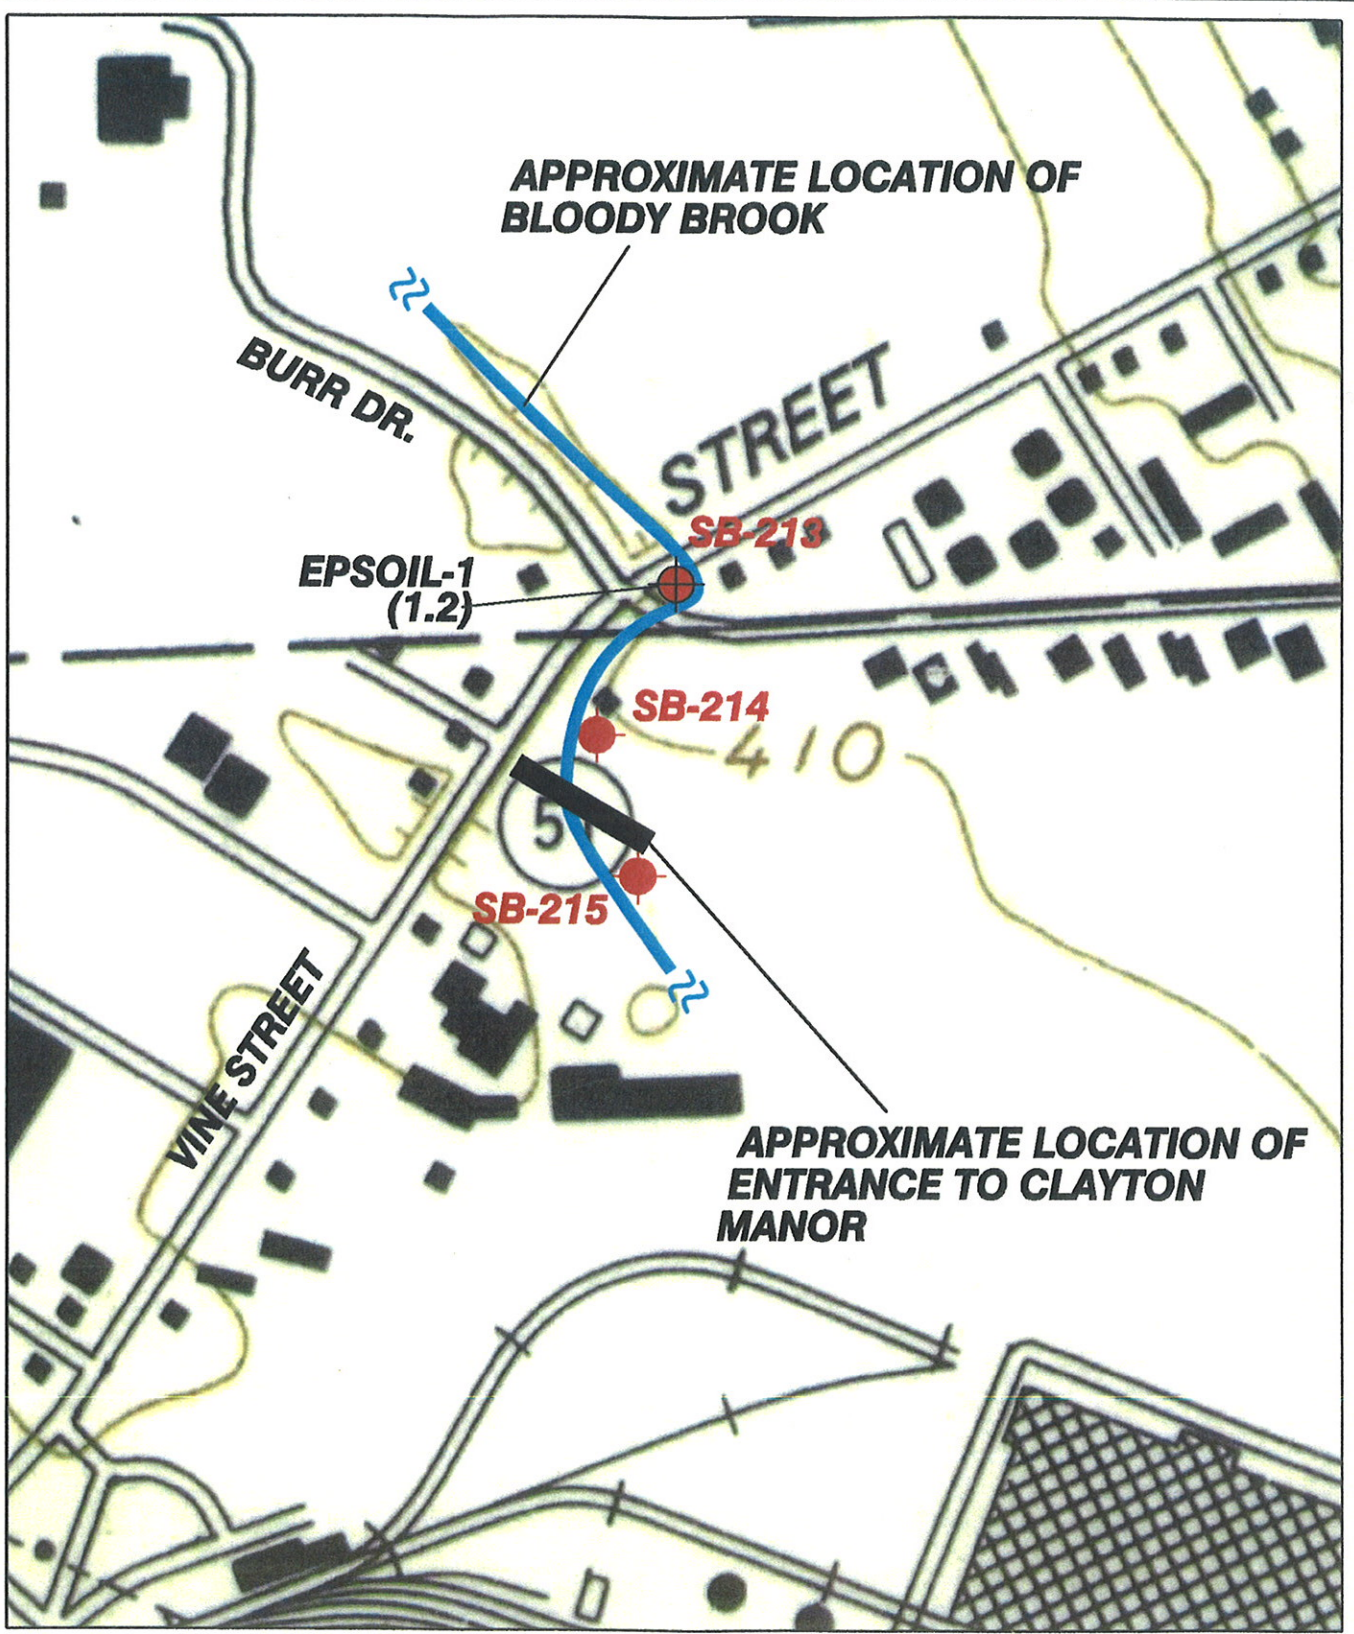 APPROXIMATE LOCATION OF
BLOODY BROOK
BURR DR.
STREET
SB-213
EPSOIL-1
(1.2)
SB-214
410
51
SB-215
VINE STREET
APPROXIMATE LOCATION OF
ENTRANCE TO CLAYTON
MANOR